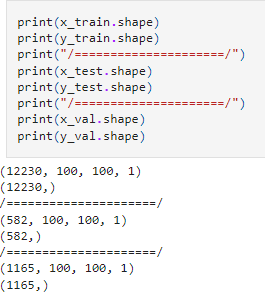 print(x_train.shape)
print(y_train.shape)
print("/=====================/")
print(x_test.shape)
print(y_test.shape)
print("/=====================/")
print(x_val.shape)
print(y_val.shape)
(12230, 100, 100, 1)
(12230,)
/=====================/
(582, 100, 100, 1)
(582,)
/=====================/
(1165, 100, 100, 1)
(1165,)